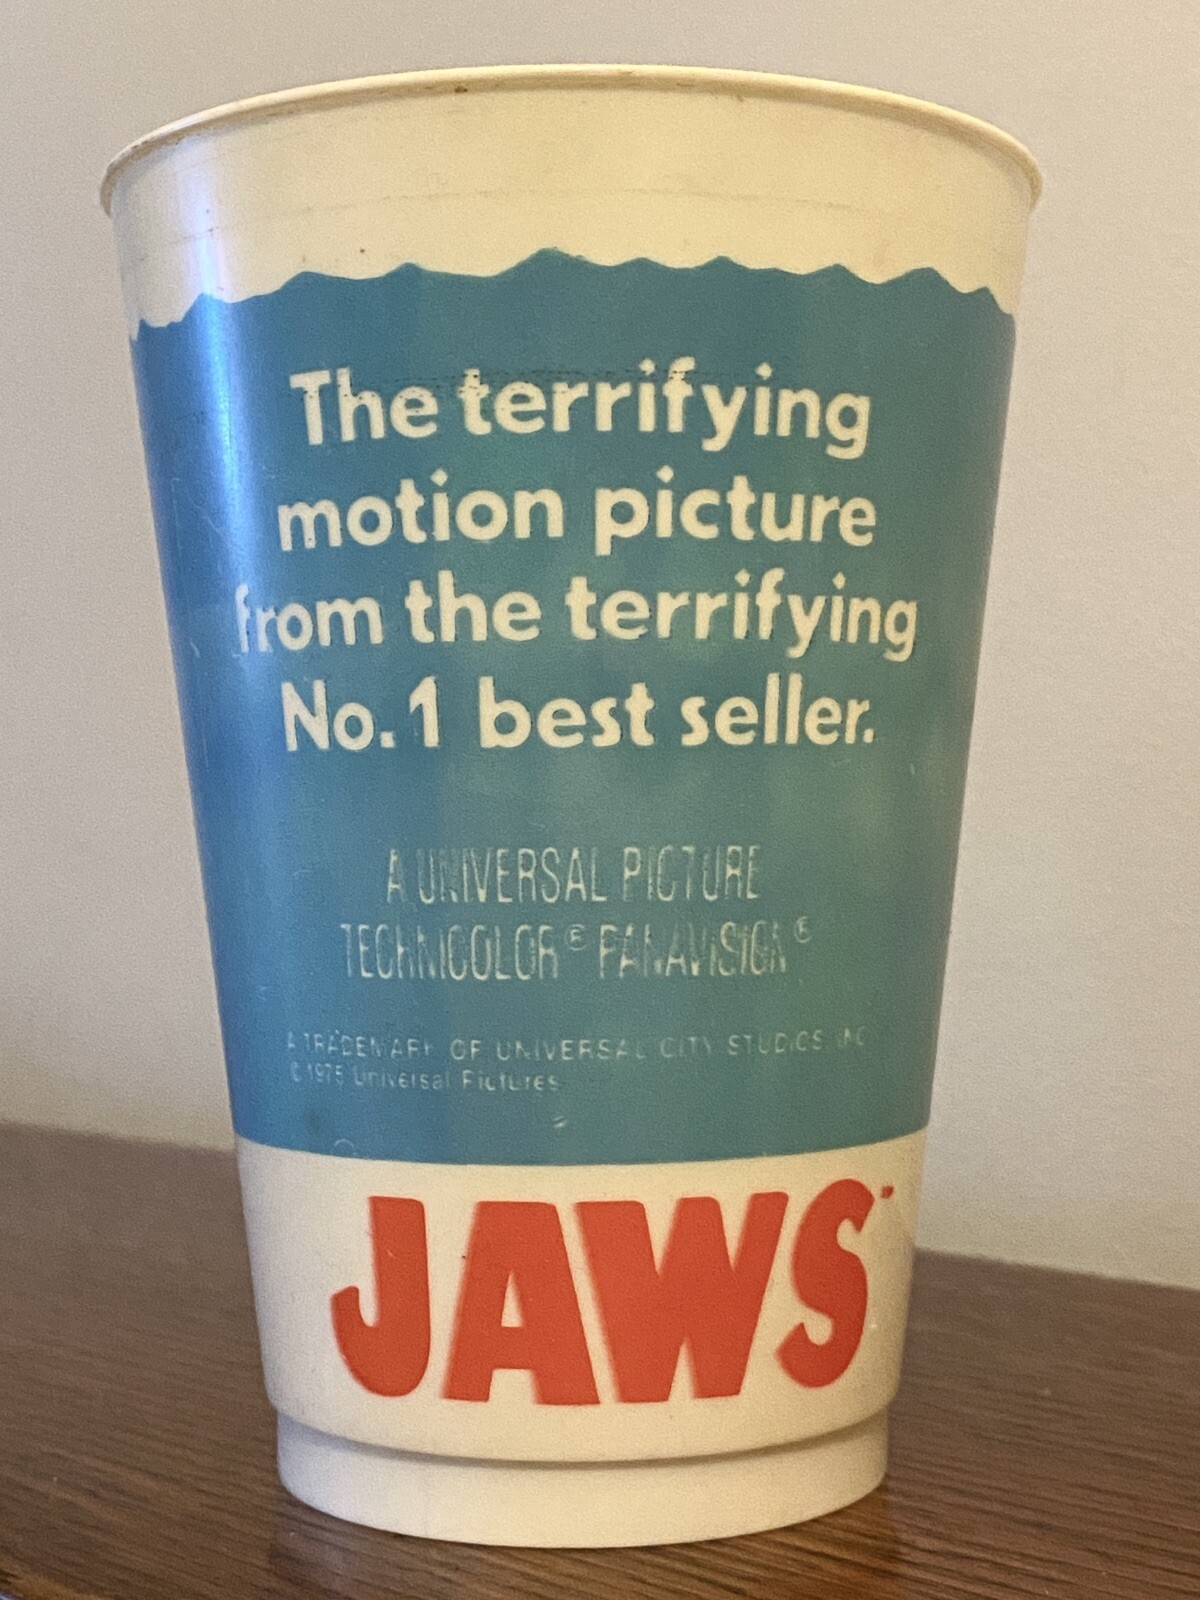 The terrifying
motion picture
from the terrifying
No. 1 best seller.
A UNIVERSAL PICTURE
TECHNICOLOR® PANAVISION®
A TRADEMARK OF UNIVERSAL CITY STUDIOS, INC
© 1975 Universal Pictures
JAWS™